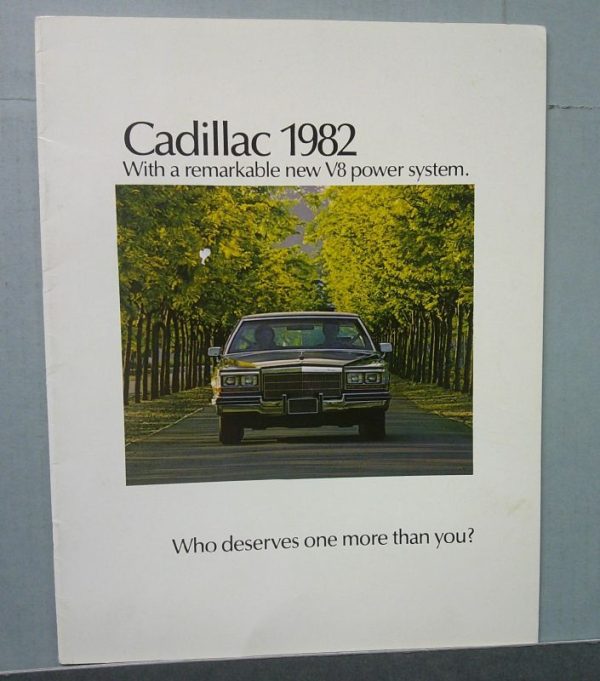 Cadillac 1982
With a remarkable new V8 power system.
Who deserves one more than you?